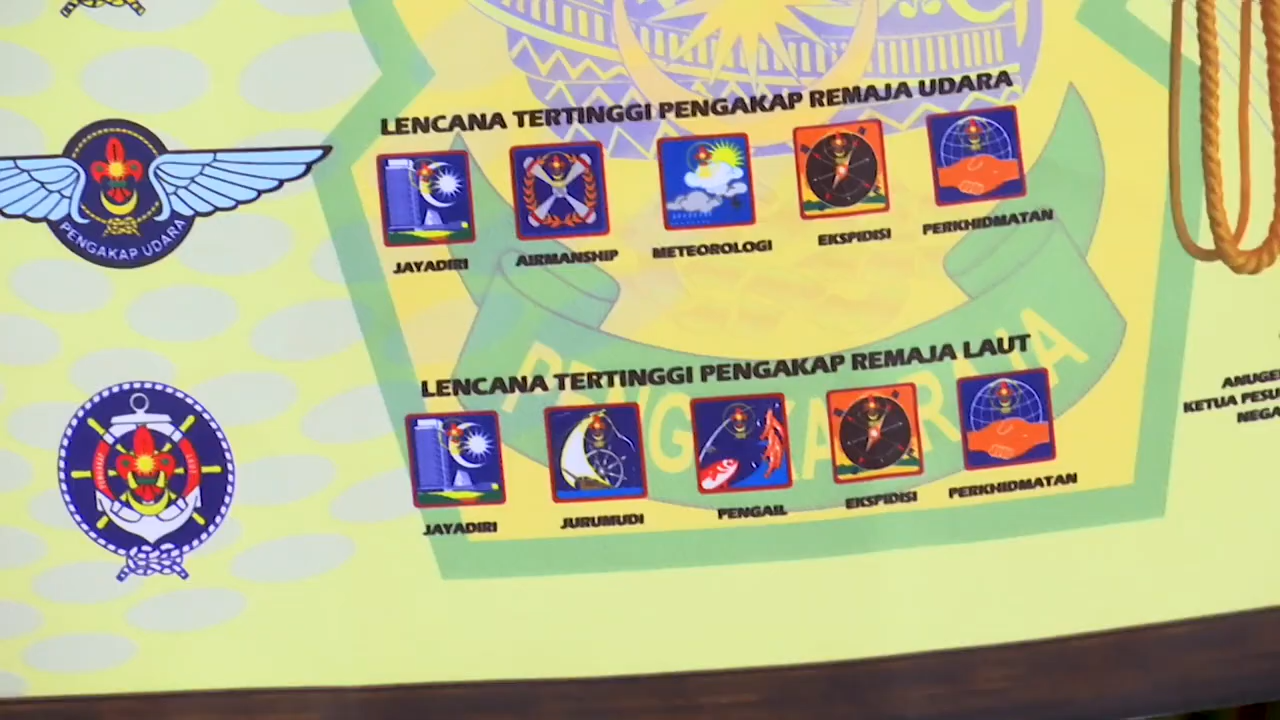 LENCANA TERTINGGI PENGAKAP REMAJA UDARA
PENGAKAP UDARA
JAYADIRI
AIRMANSHIP
METEOROLOGI
EKSPIDISI
PERKHIDMATAN
LENCANA TERTINGGI PENGAKAP REMAJA LAUT
JAYADIRI
JURUMUDI
PENGAIL
EKSPIDISI
PERKHIDMATAN
KETUA